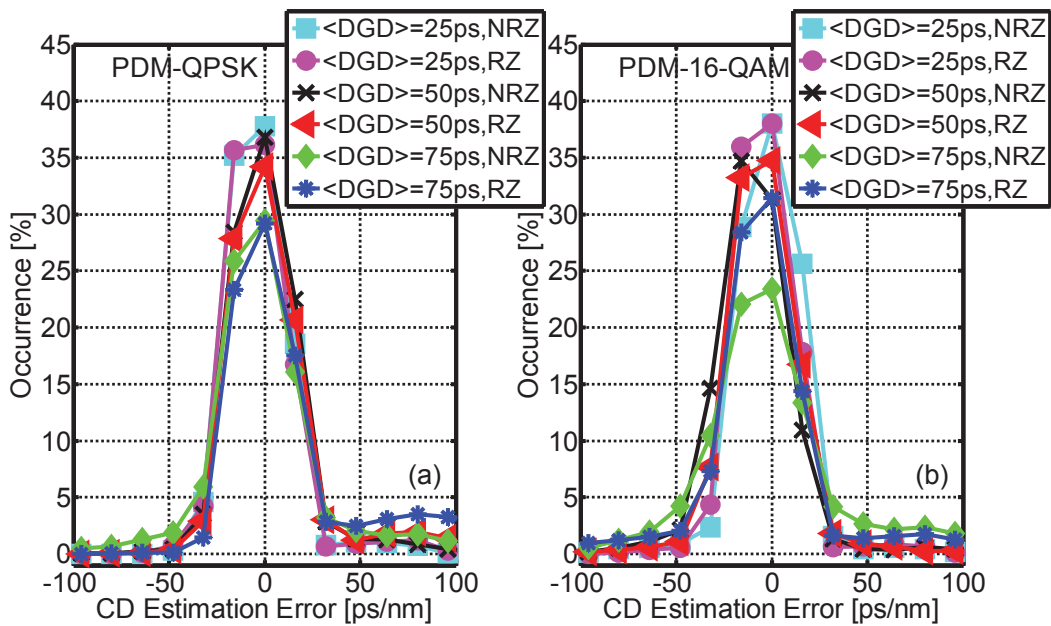 <DGD>=25ps,NRZ
<DGD>=25ps,RZ
<DGD>=50ps,NRZ
<DGD>=50ps,RZ
<DGD>=75ps,NRZ
<DGD>=75ps,RZ
PDM-QPSK
45
40
35
30
25
20
15
10
5
0
Occurrence [%]
(a)
-100
-50
0
50
100
CD Estimation Error [ps/nm]
<DGD>=25ps,NRZ
<DGD>=25ps,RZ
<DGD>=50ps,NRZ
<DGD>=50ps,RZ
<DGD>=75ps,NRZ
<DGD>=75ps,RZ
PDM-16-QAM
45
40
35
30
25
20
15
10
5
0
Occurrence [%]
(b)
-100
-50
0
50
100
CD Estimation Error [ps/nm]